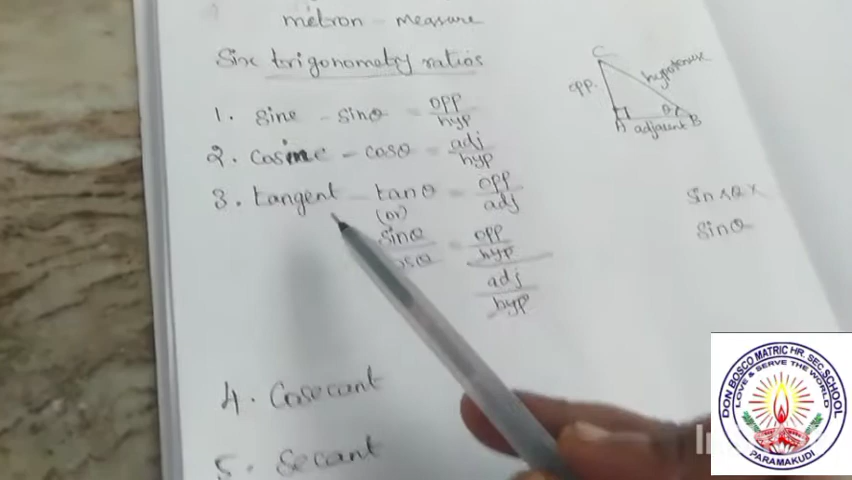 métron - measure
Six trigonometry ratios
1. Sine - sinθ = opp/hyp
2. Cosine - cosθ = adj/hyp
3. tangent - tanθ = opp/adj
(or)
sinθ/cosθ = opp/hyp
adj/hyp
4. Cosecant
5. Secant
C
opp.
hypotenuse
θ
A adjacent B
sin×θ×
sinθ
DON BOSCO MATRIC HR. SEC. SCHOOL
LOVE & SERVE THE WORLD
PARAMAKUDI